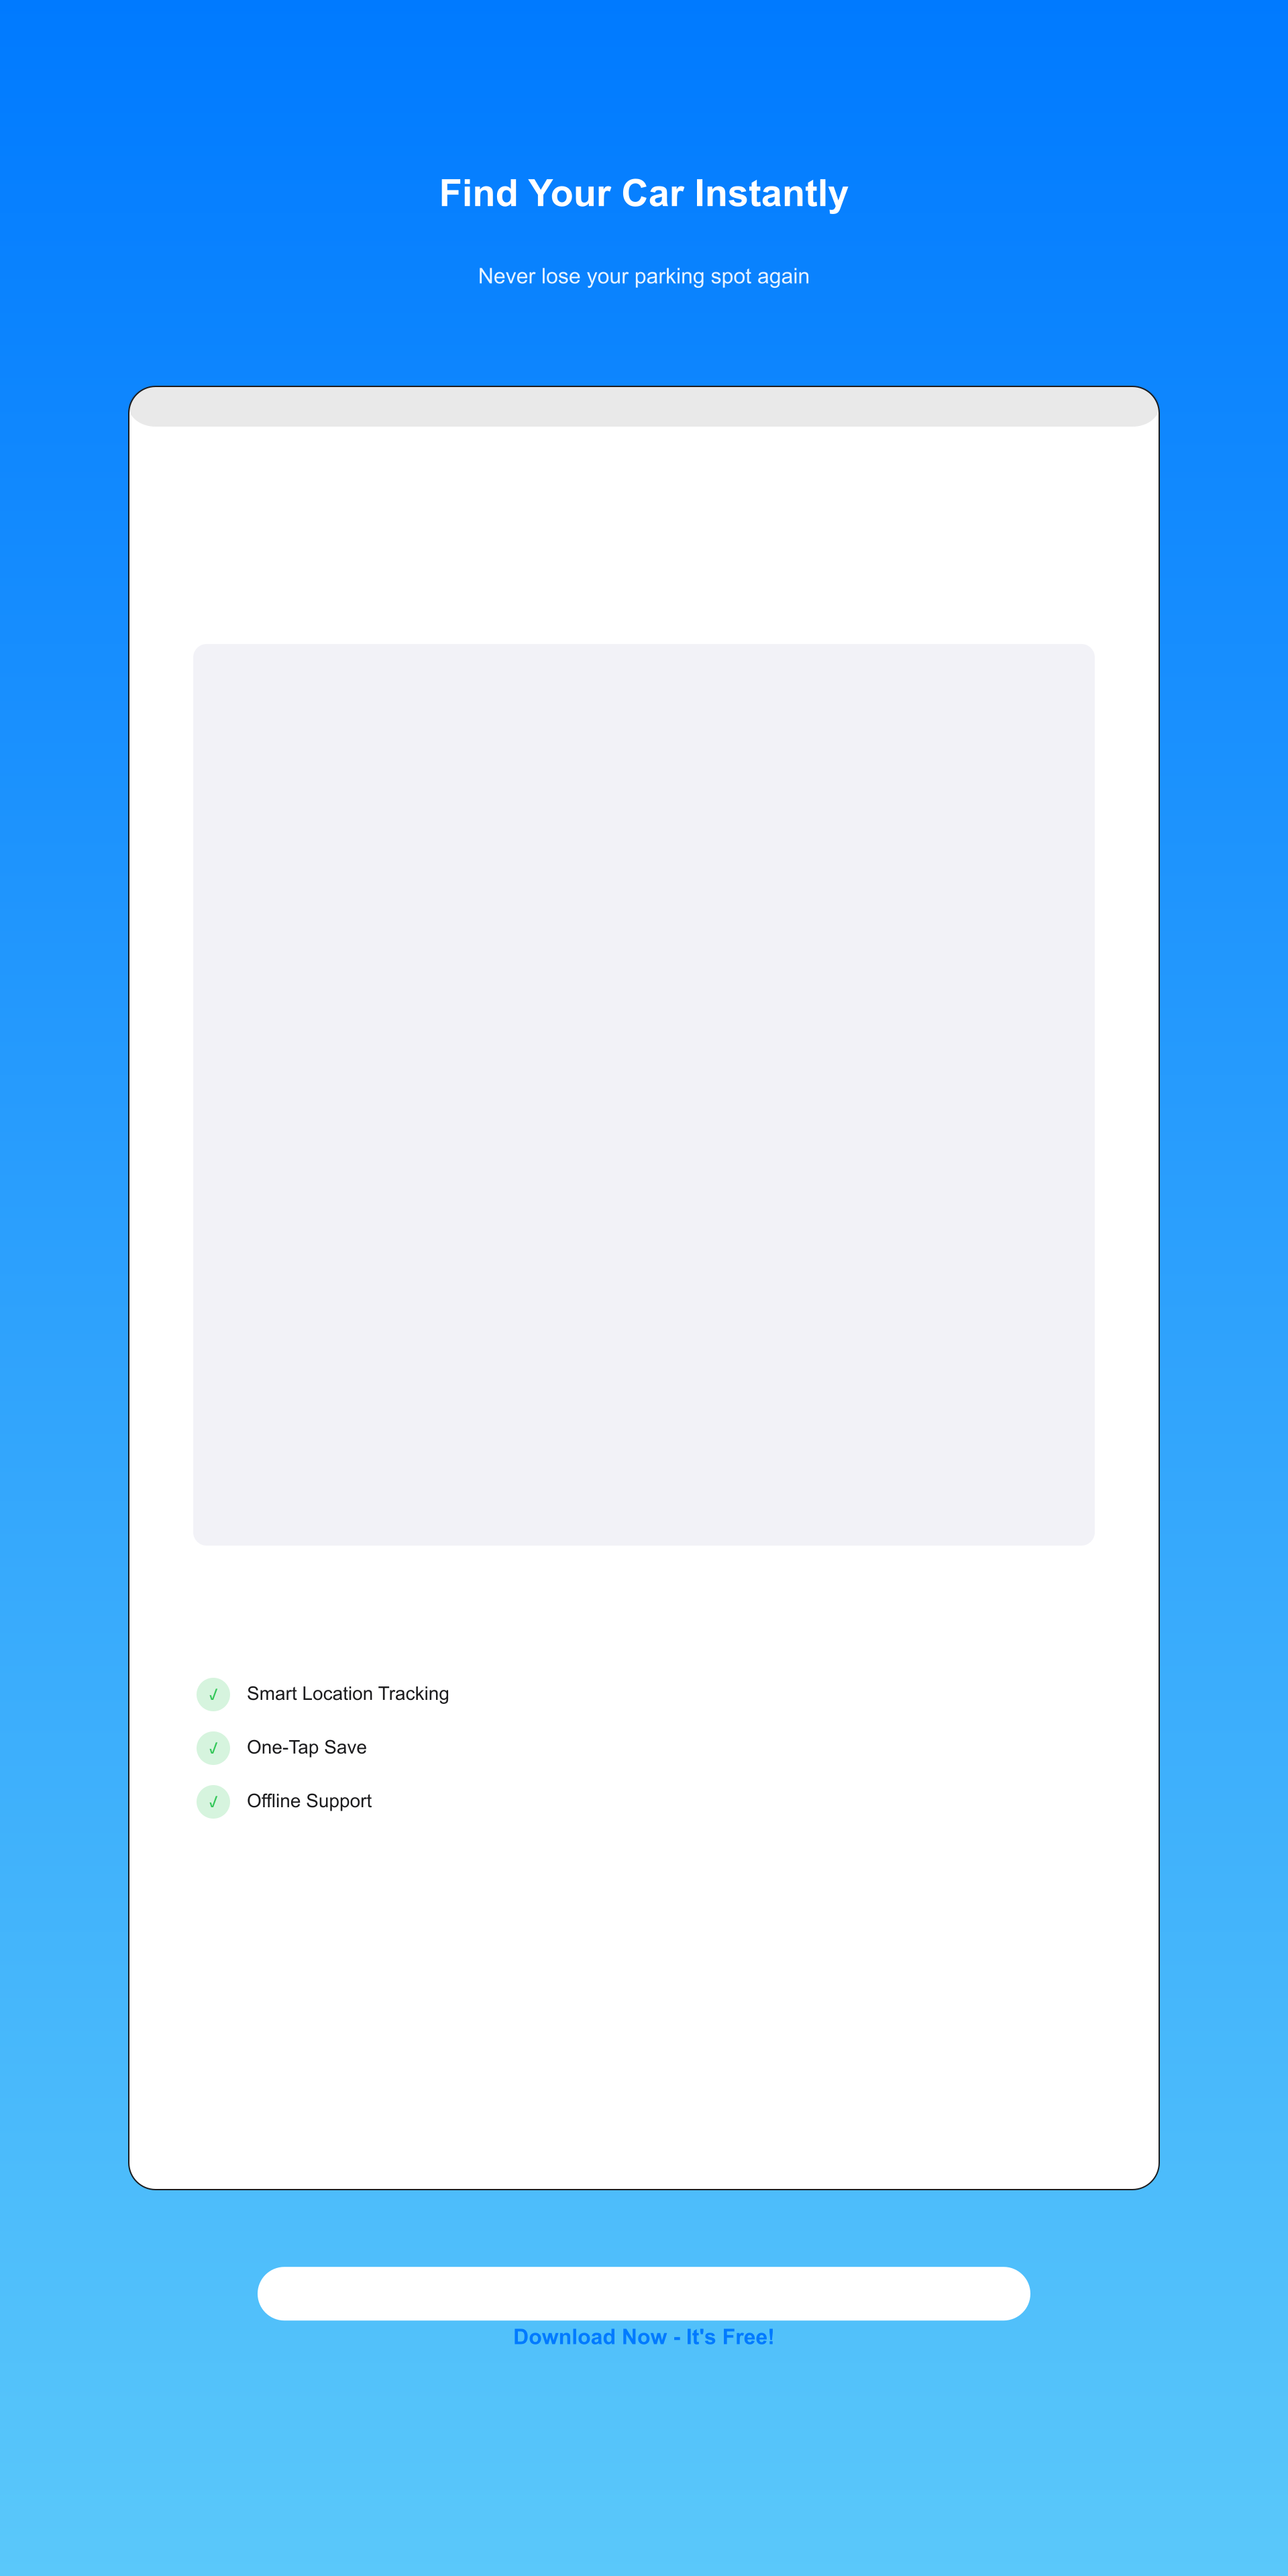 Find Your Car Instantly
Never lose your parking spot again
✓ Smart Location Tracking
✓ One-Tap Save
✓ Offline Support
Download Now - It's Free!